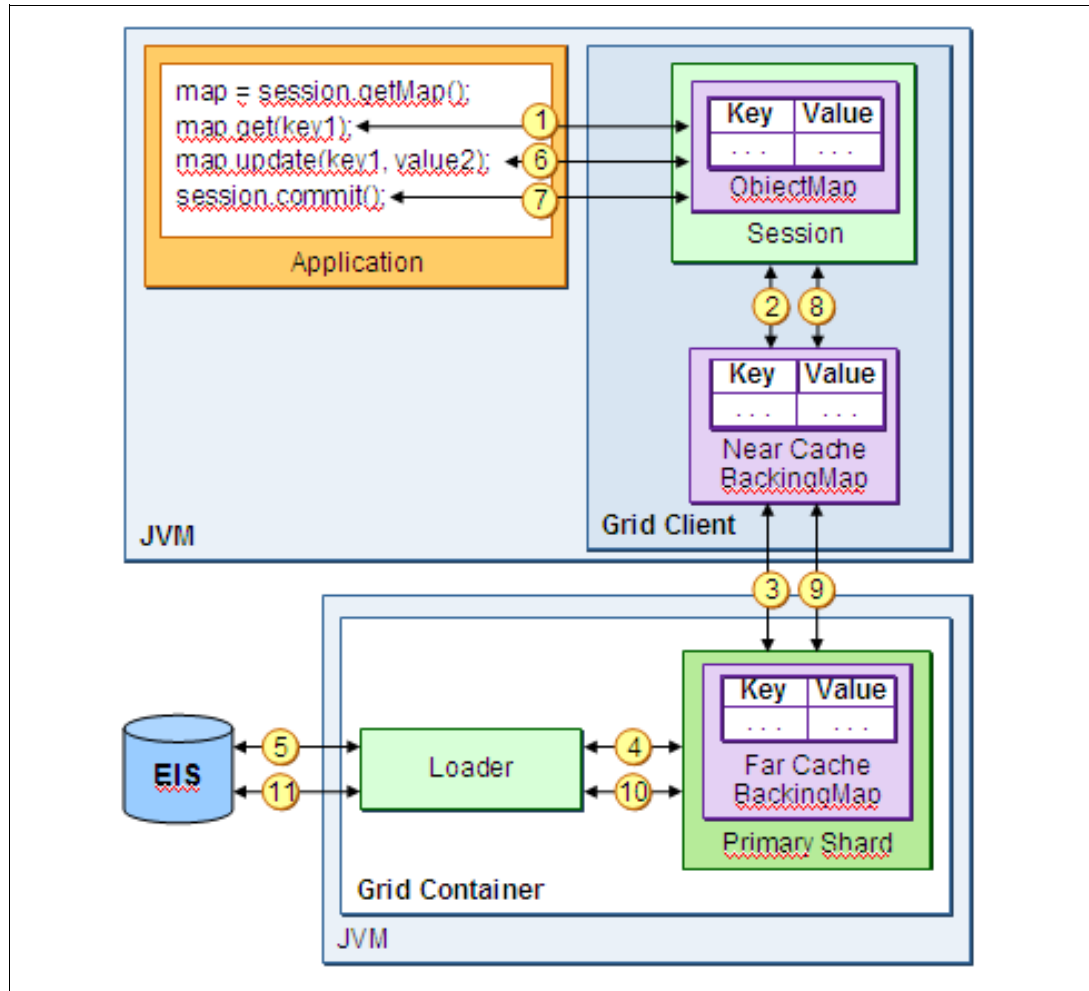 map = session.getMap();
map.get(key1);
map.update(key1, value2);
session.commit();
Application
1
6
7
Key Value
. . . . . .
ObjectMap
Session
2 8
Key Value
. . . . . .
Near Cache
BackingMap
Grid Client
JVM
3 9
Key Value
. . . . . .
Far Cache
BackingMap
Primary Shard
4
10
Loader
5
11
EIS
Grid Container
JVM